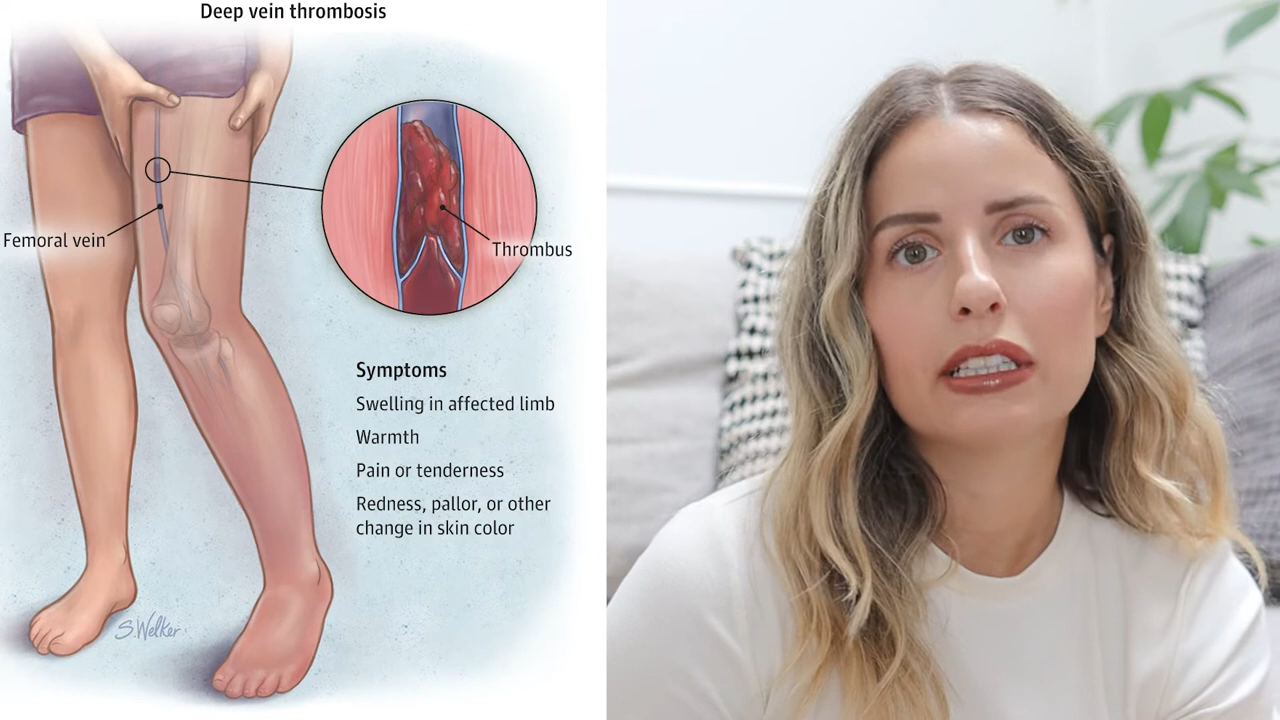 Deep vein thrombosis
Femoral vein
Thrombus
Symptoms
Swelling in affected limb
Warmth
Pain or tenderness
Redness, pallor, or other
change in skin color
S.Welker